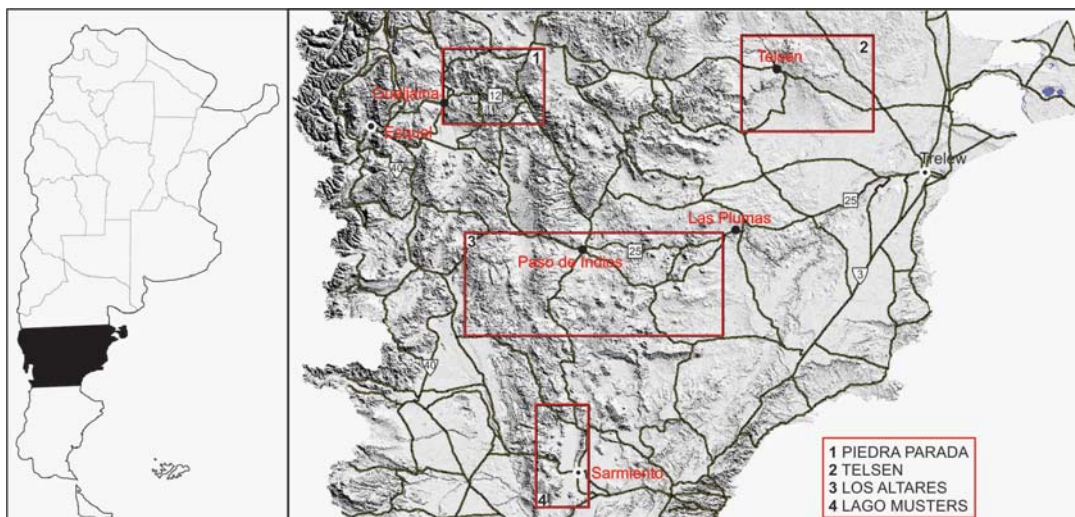 1
2
Telsen
Gualjaina
12
Esquel
40
Trelew
25
Las Plumas
3
25
Paso de Indios
3
40
Sarmiento
4
1 PIEDRA PARADA
2 TELSEN
3 LOS ALTARES
4 LAGO MUSTERS